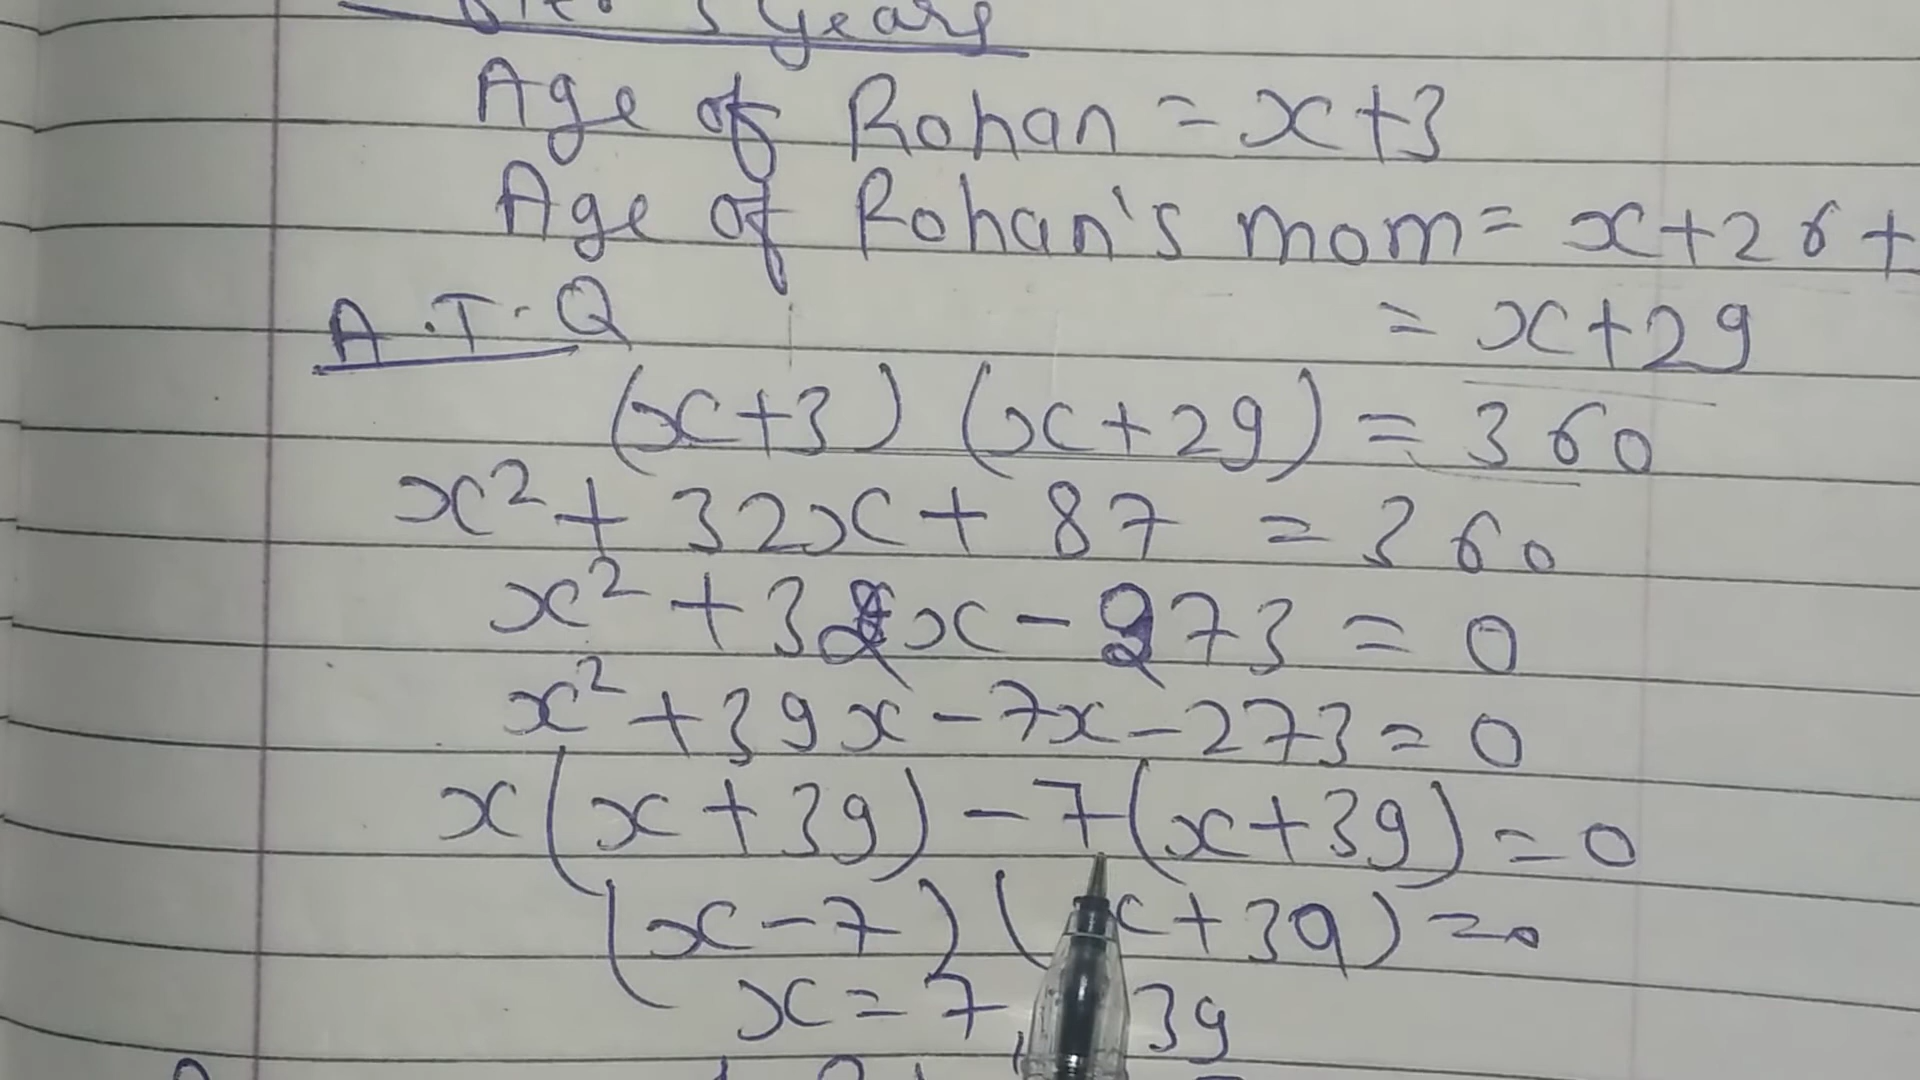 years
Age of Rohan = x+3
Age of Rohan's mom = x+26+
= x+29
A.T.Q
(x+3) (x+29) = 360
x² + 32x + 87 = 360
x² + 32x - 273 = 0
x² + 39x - 7x - 273 = 0
x(x+39) - 7(x+39) = 0
(x-7) (x+39) = 0
x = 7, 39